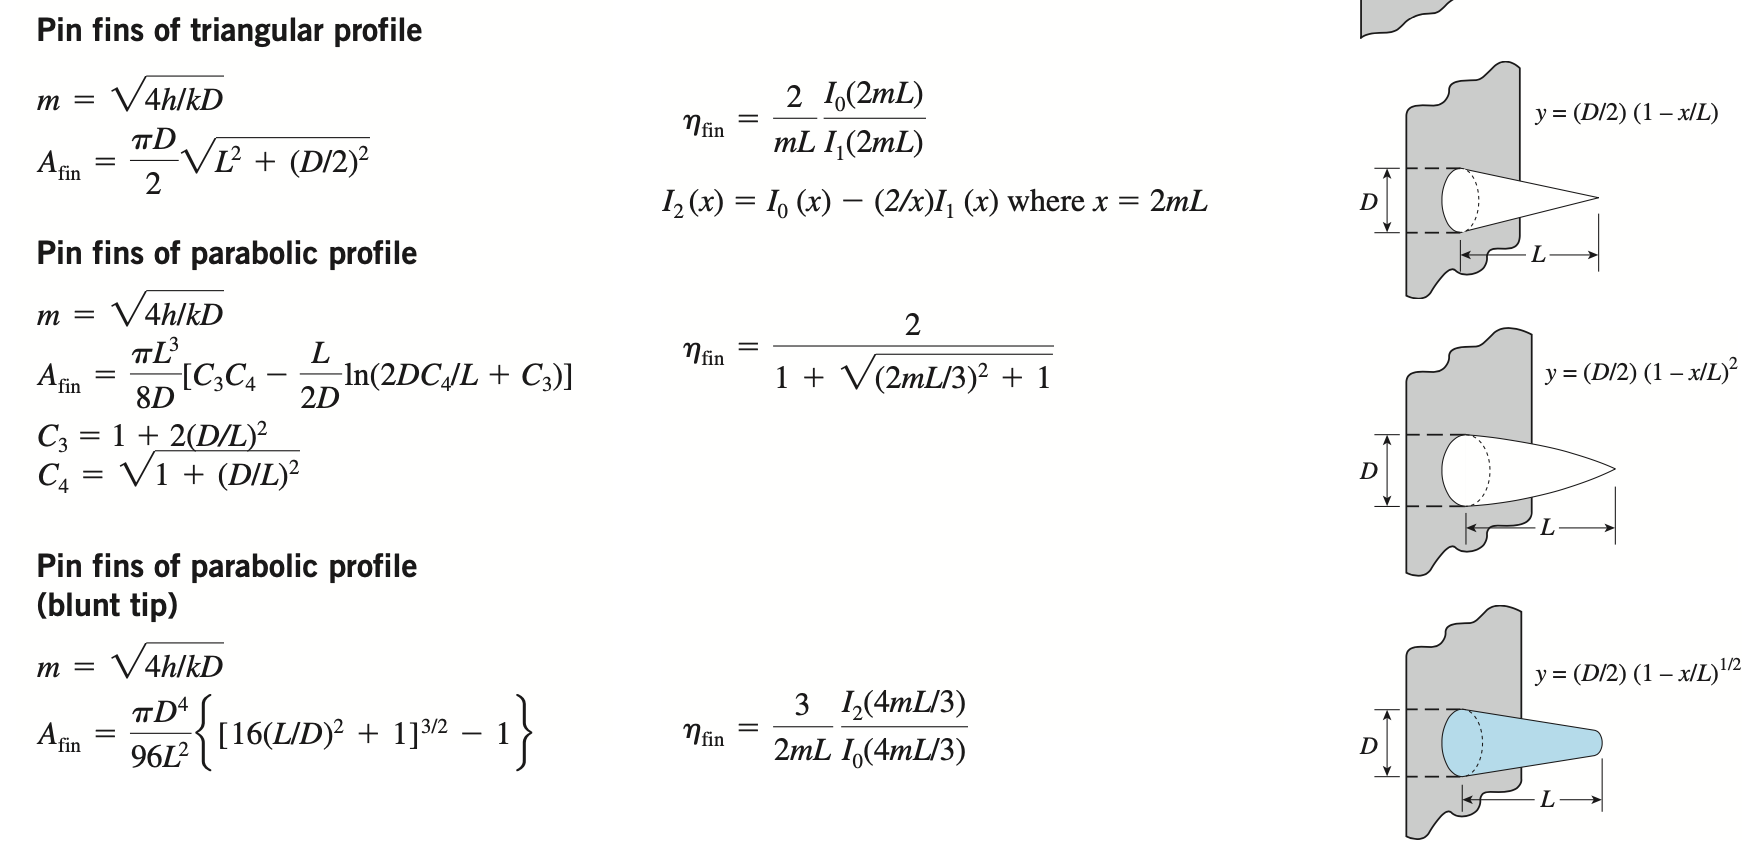 Pin fins of triangular profile
m = √4h/kD
A_fin = πD/2 √L² + (D/2)²
η_fin = 2/mL I₀(2mL)/I₁(2mL)
I₂(x) = I₀(x) − (2/x)I₁(x) where x = 2mL
y = (D/2) (1 – x/L)
D
L
Pin fins of parabolic profile
m = √4h/kD
A_fin = πL³/8D [C₃C₄ − L/2D ln(2DC₄/L + C₃)]
C₃ = 1 + 2(D/L)²
C₄ = √1 + (D/L)²
η_fin = 2/(1 + √(2mL/3)² + 1)
y = (D/2) (1 – x/L)²
D
L
Pin fins of parabolic profile
(blunt tip)
m = √4h/kD
A_fin = πD⁴/96L² {[16(L/D)² + 1]^3/2 − 1}
η_fin = 3/2mL I₂(4mL/3)/I₀(4mL/3)
y = (D/2) (1 – x/L)^1/2
D
L